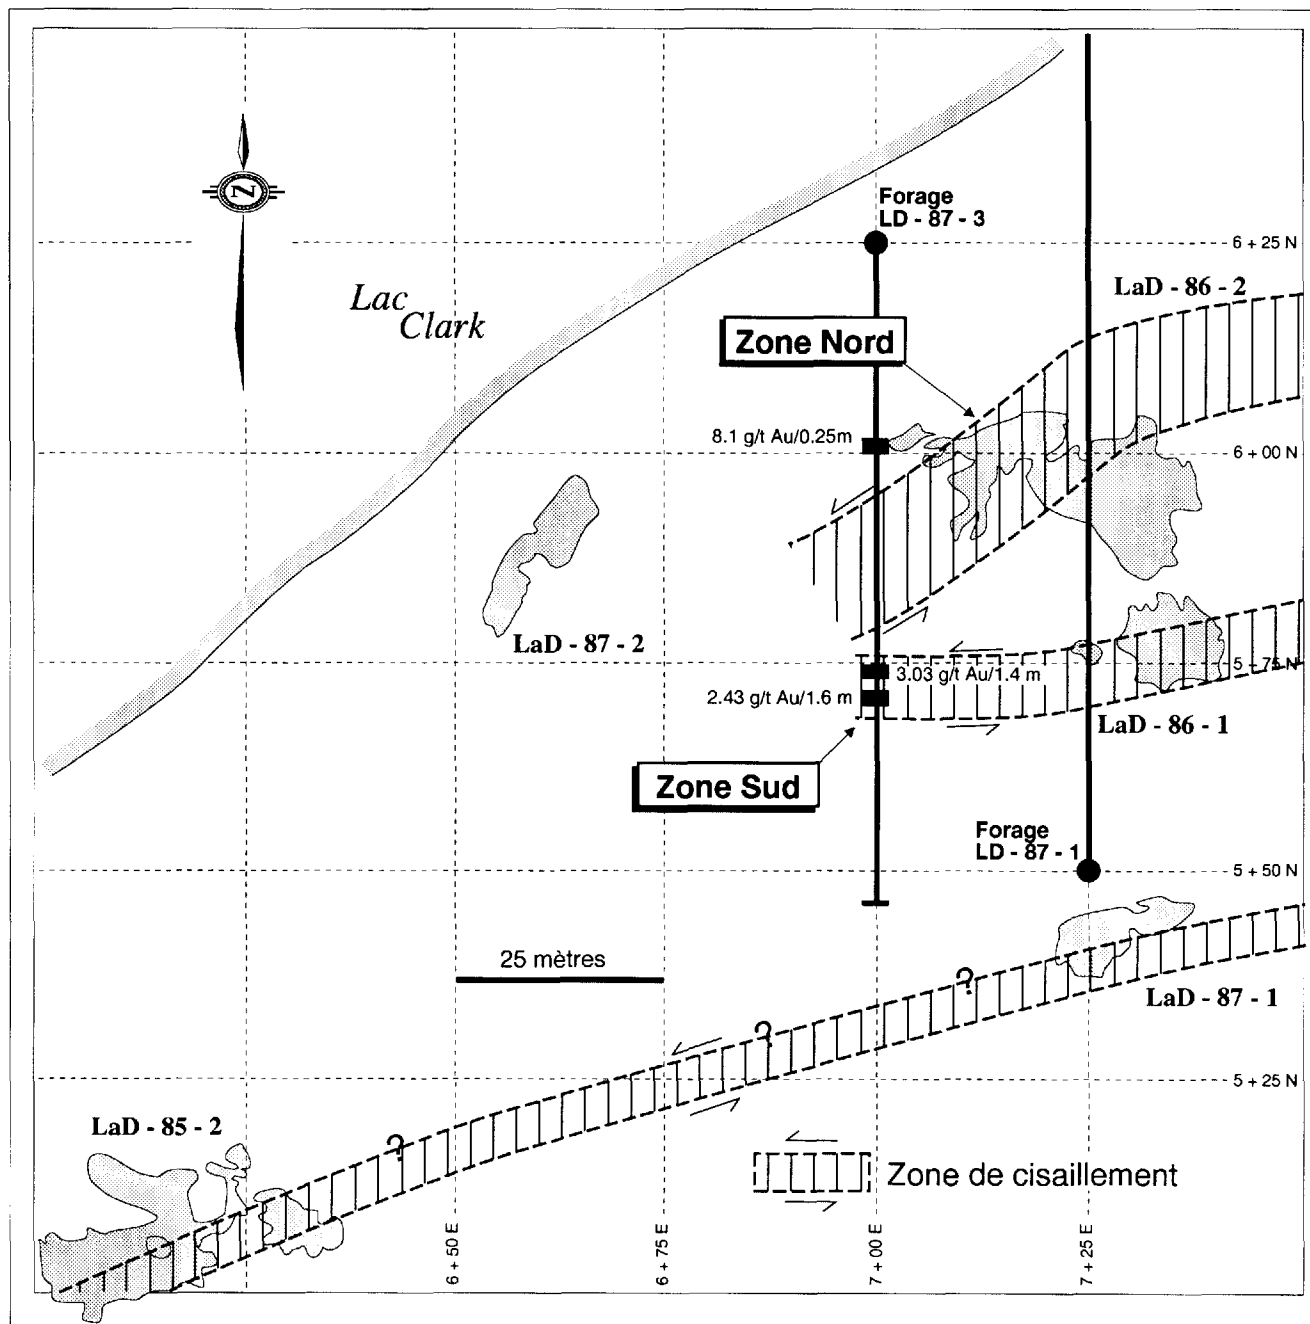 Z
Forage
LD - 87 - 3
6 + 25 N
LaD - 86 - 2
Lac
Clark
Zone Nord
8.1 g/t Au/0.25m
6 + 00 N
LaD - 87 - 2
5 + 75 N
3.03 g/t Au/1.4 m
2.43 g/t Au/1.6 m
LaD - 86 - 1
Zone Sud
Forage
LD - 87 - 1
5 + 50 N
25 mètres
?
LaD - 87 - 1
?
5 + 25 N
LaD - 85 - 2
?
Zone de cisaillement
6 + 50 E
6 + 75 E
7 + 00 E
7 + 25 E